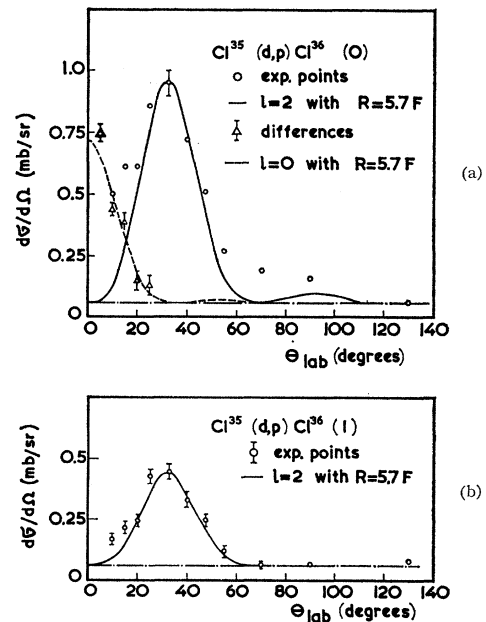 Cl³⁵ (d,p) Cl³⁶ (0)
exp. points
l=2 with R=5.7F
differences
l=0 with R=5.7F
dσ/dΩ (mb/sr)
1.0
0.75
0.5
0.25
0
0 20 40 60 80 100 120 140
Θlab (degrees)
(a)
Cl³⁵ (d,p) Cl³⁶ (1)
exp. points
l=2 with R=5.7F
dσ/dΩ (mb/sr)
0.5
0.25
0
0 20 40 60 80 100 120 140
Θlab (degrees)
(b)